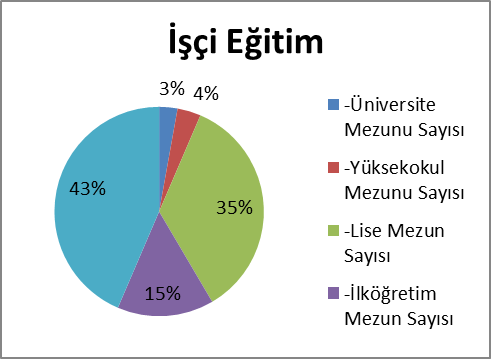 İşçi Eğitim
3%
4%
43%
35%
15%
-Üniversite
Mezunu Sayısı
-Yüksekokul
Mezunu Sayısı
-Lise Mezun
Sayısı
-İlköğretim
Mezun Sayısı